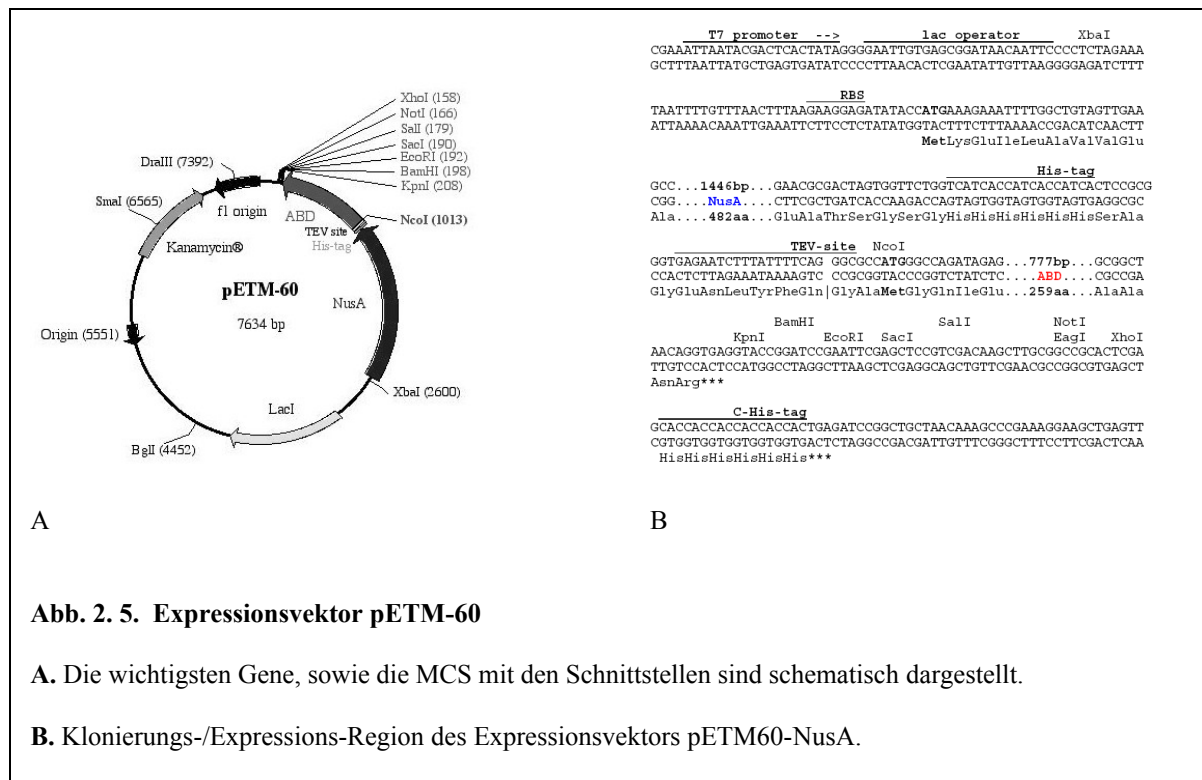 XhoI (158)
NotI (166)
SalI (179)
SacI (190)
EcoRI (192)
BamHI (198)
KpnI (208)
DraIII (7392)
f1 origin
ABD
TEV site
His-tag
NcoI (1013)
SmaI (6565)
Kanamycin®
pETM-60
7634 bp
NusA
Origin (5551)
XbaI (2600)
LacI
BglI (4452)
A
T7 promoter --> lac operator XbaI
CGAAATTAATACGACTCACTATAGGGGAATTGTGAGCGGATAACAATTCCCCTCTAGAAA
GCTTTAATTATGCTGAGTGATATCCCCTTAACACTCGAATATTGTTAAGGGGAGATCTTT
RBS
TAATTTTGTTTAACTTTAAGAAGGAGATATACCATGAAAGAAATTTTGGCTGTAGTTGAA
ATTAAAACAAATTGAAATTCTTCCTCTATATGGTACTTTCTTTAAAACCGACATCAACTT
MetLysGluIleLeuAlaValValGlu
His-tag
GCC...1446bp...GAACGCGACTAGTGGTTCTGGTCATCACCATCACCATCACTCCGCG
CGG....NusA....CTTCGCTGATCACCAAGACCAGTAGTGGTAGTGGTAGTGAGGCGC
Ala....482aa...GluAlaThrSerGlySerGlyHisHisHisHisHisHisSerAla
TEV-site NcoI
GGTGAGAATCTTTATTTTCAG GGCGCCATGGGCCAGATAGAG...777bp...GCGGCT
CCACTCTTAGAAATAAAAGTC CCGCGGTACCCGGTCTATCTC....ABD....CGCCGA
GlyGluAsnLeuTyrPheGln|GlyAlaMetGlyGlnIleGlu...259aa...AlaAla
BamHI SalI NotI
KpnI EcoRI SacI EagI XhoI
AACAGGTGAGGTACCGGATCCGAATTCGAGCTCCGTCGACAAGCTTGCGGCCGCACTCGA
TTGTCCACTCCATGGCCTAGGCTTAAGCTCGAGGCAGCTGTTCGAACGCCGGCGTGAGCT
AsnArg***
C-His-tag
GCACCACCACCACCACCACTGAGATCCGGCTGCTAACAAAGCCCGAAAGGAAGCTGAGTT
CGTGGTGGTGGTGGTGGTGACTCTAGGCCGACGATTGTTTCGGGCTTTCCTTCGACTCAA
HisHisHisHisHisHis***
B
Abb. 2. 5. Expressionsvektor pETM-60
A. Die wichtigsten Gene, sowie die MCS mit den Schnittstellen sind schematisch dargestellt.
B. Klonierungs-/Expressions-Region des Expressionsvektors pETM60-NusA.